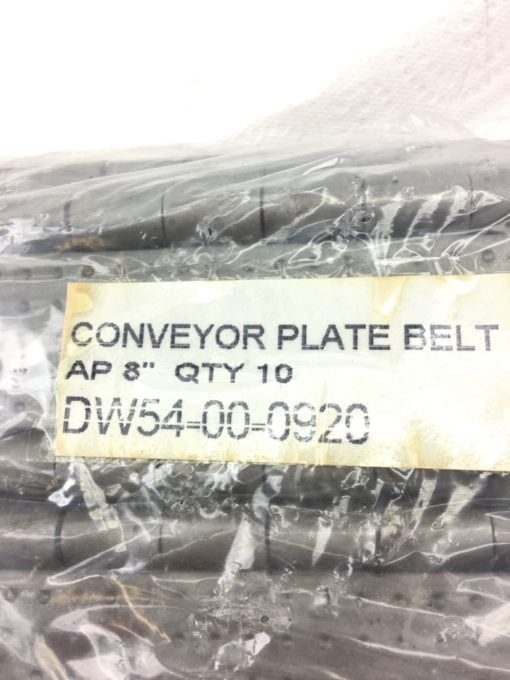 CONVEYOR PLATE BELT
AP 8" QTY 10
DW54-00-0920